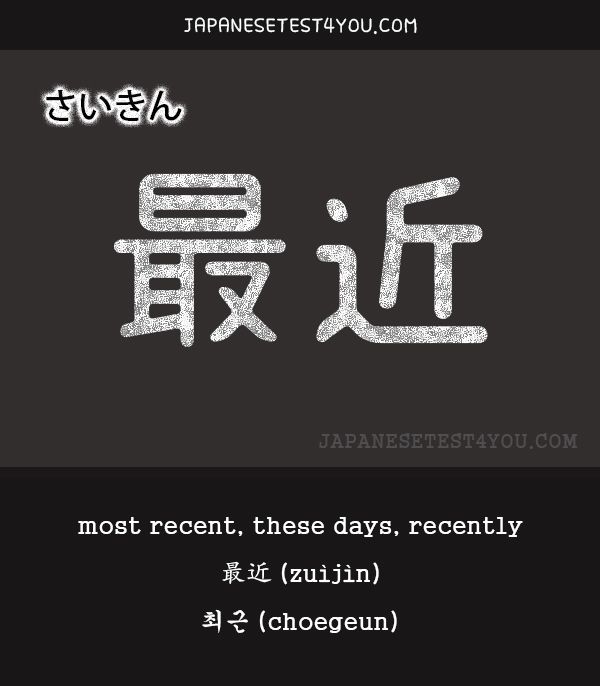 JAPANESETEST4YOU.COM
さいきん
最近
JAPANESETEST4YOU.COM
most recent, these days, recently
最近 (zuìjìn)
최근 (choegeun)